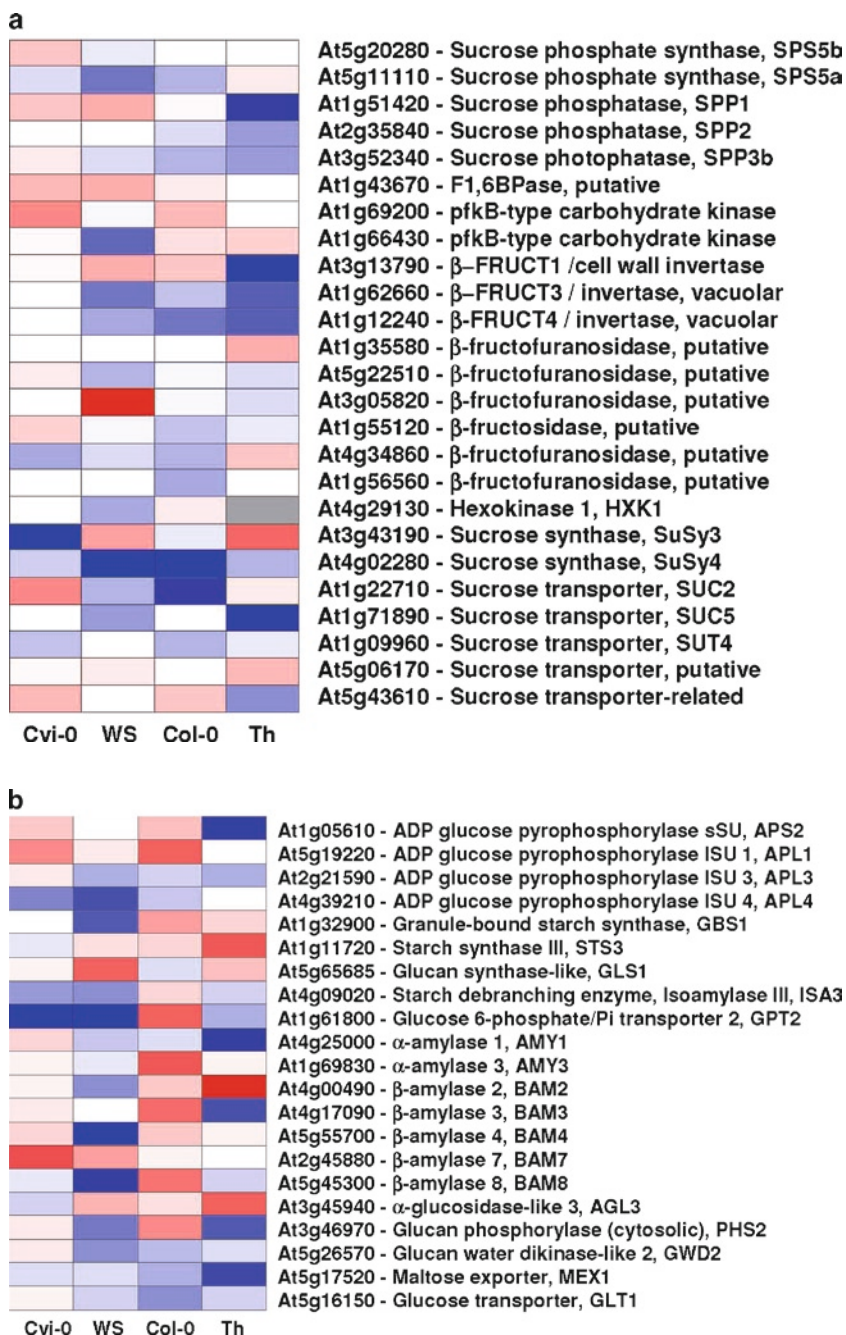 a
At5g20280 - Sucrose phosphate synthase, SPS5b
At5g11110 - Sucrose phosphate synthase, SPS5a
At1g51420 - Sucrose phosphatase, SPP1
At2g35840 - Sucrose phosphatase, SPP2
At3g52340 - Sucrose photophatase, SPP3b
At1g43670 - F1,6BPase, putative
At1g69200 - pfkB-type carbohydrate kinase
At1g66430 - pfkB-type carbohydrate kinase
At3g13790 - β–FRUCT1 /cell wall invertase
At1g62660 - β–FRUCT3 / invertase, vacuolar
At1g12240 - β-FRUCT4 / invertase, vacuolar
At1g35580 - β-fructofuranosidase, putative
At5g22510 - β-fructofuranosidase, putative
At3g05820 - β-fructofuranosidase, putative
At1g55120 - β-fructosidase, putative
At4g34860 - β-fructofuranosidase, putative
At1g56560 - β-fructofuranosidase, putative
At4g29130 - Hexokinase 1, HXK1
At3g43190 - Sucrose synthase, SuSy3
At4g02280 - Sucrose synthase, SuSy4
At1g22710 - Sucrose transporter, SUC2
At1g71890 - Sucrose transporter, SUC5
At1g09960 - Sucrose transporter, SUT4
At5g06170 - Sucrose transporter, putative
At5g43610 - Sucrose transporter-related
Cvi-0 WS Col-0 Th
b
At1g05610 - ADP glucose pyrophosphorylase sSU, APS2
At5g19220 - ADP glucose pyrophosphorylase lSU 1, APL1
At2g21590 - ADP glucose pyrophosphorylase lSU 3, APL3
At4g39210 - ADP glucose pyrophosphorylase lSU 4, APL4
At1g32900 - Granule-bound starch synthase, GBS1
At1g11720 - Starch synthase III, STS3
At5g65685 - Glucan synthase-like, GLS1
At4g09020 - Starch debranching enzyme, Isoamylase III, ISA3
At1g61800 - Glucose 6-phosphate/Pi transporter 2, GPT2
At4g25000 - α-amylase 1, AMY1
At1g69830 - α-amylase 3, AMY3
At4g00490 - β-amylase 2, BAM2
At4g17090 - β-amylase 3, BAM3
At5g55700 - β-amylase 4, BAM4
At2g45880 - β-amylase 7, BAM7
At5g45300 - β-amylase 8, BAM8
At3g45940 - α-glucosidase-like 3, AGL3
At3g46970 - Glucan phosphorylase (cytosolic), PHS2
At5g26570 - Glucan water dikinase-like 2, GWD2
At5g17520 - Maltose exporter, MEX1
At5g16150 - Glucose transporter, GLT1
Cvi-0 WS Col-0 Th